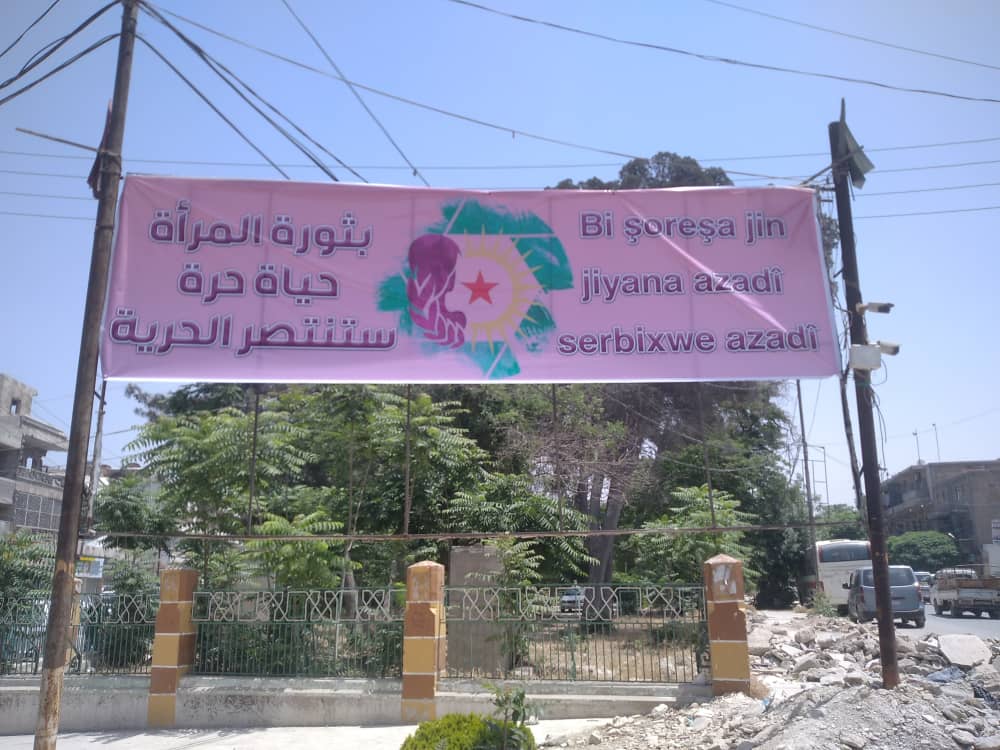 بثورة المرأة
حياة حرة
ستنتصر الحرية
Bi şoreşa jin
jiyana azadî
serbixwe azadî